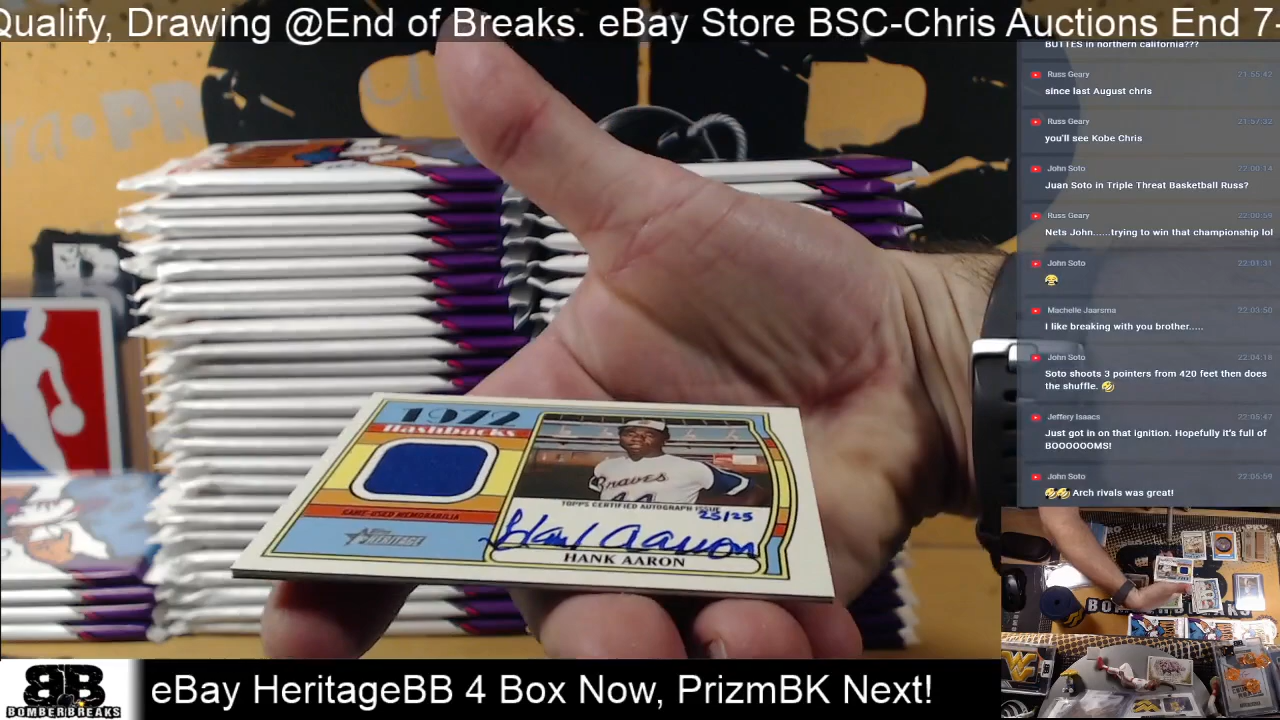 Qualify, Drawing @End of Breaks. eBay Store BSC-Chris Auctions End 7-
BUTTES in northern california???
Russ Geary 21:55:42
since last August chris
Russ Geary 21:57:32
you'll see Kobe Chris
John Soto 22:00:14
Juan Soto in Triple Threat Basketball Russ?
Russ Geary 22:00:59
Nets John......trying to win that championship lol
John Soto 22:01:31
😂
Machelle Jaarsma 22:03:50
I like breaking with you brother.....
John Soto 22:04:18
Soto shoots 3 pointers from 420 feet then does
the shuffle. 🤣
Jeffery Isaacs 22:05:47
Just got in on that ignition. Hopefully it's full of
BOOOOOOMS!
John Soto 22:06:59
🤣🤣 Arch rivals was great!
1972
flashbacks
GAME-USED MEMORABILIA
Topps
HERITAGE
Braves
44
TOPPS CERTIFIED AUTOGRAPH ISSUE
25/25
Hank Aaron
HANK AARON
BB
BOMBERBREAKS
eBay HeritageBB 4 Box Now, PrizmBK Next!